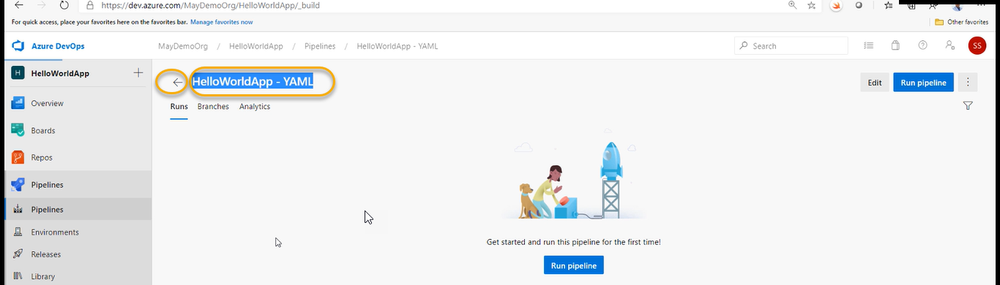 https://dev.azure.com/MayDemoOrg/HelloWorldApp/_build
For quick access, place your favorites here on the favorites bar. Manage favorites now
Other favorites
Azure DevOps
MayDemoOrg / HelloWorldApp / Pipelines / HelloWorldApp - YAML
Search
SS
H HelloWorldApp
HelloWorldApp - YAML
Edit
Run pipeline
Runs Branches Analytics
Overview
Boards
Repos
Pipelines
Pipelines
Environments
Releases
Library
Get started and run this pipeline for the first time!
Run pipeline